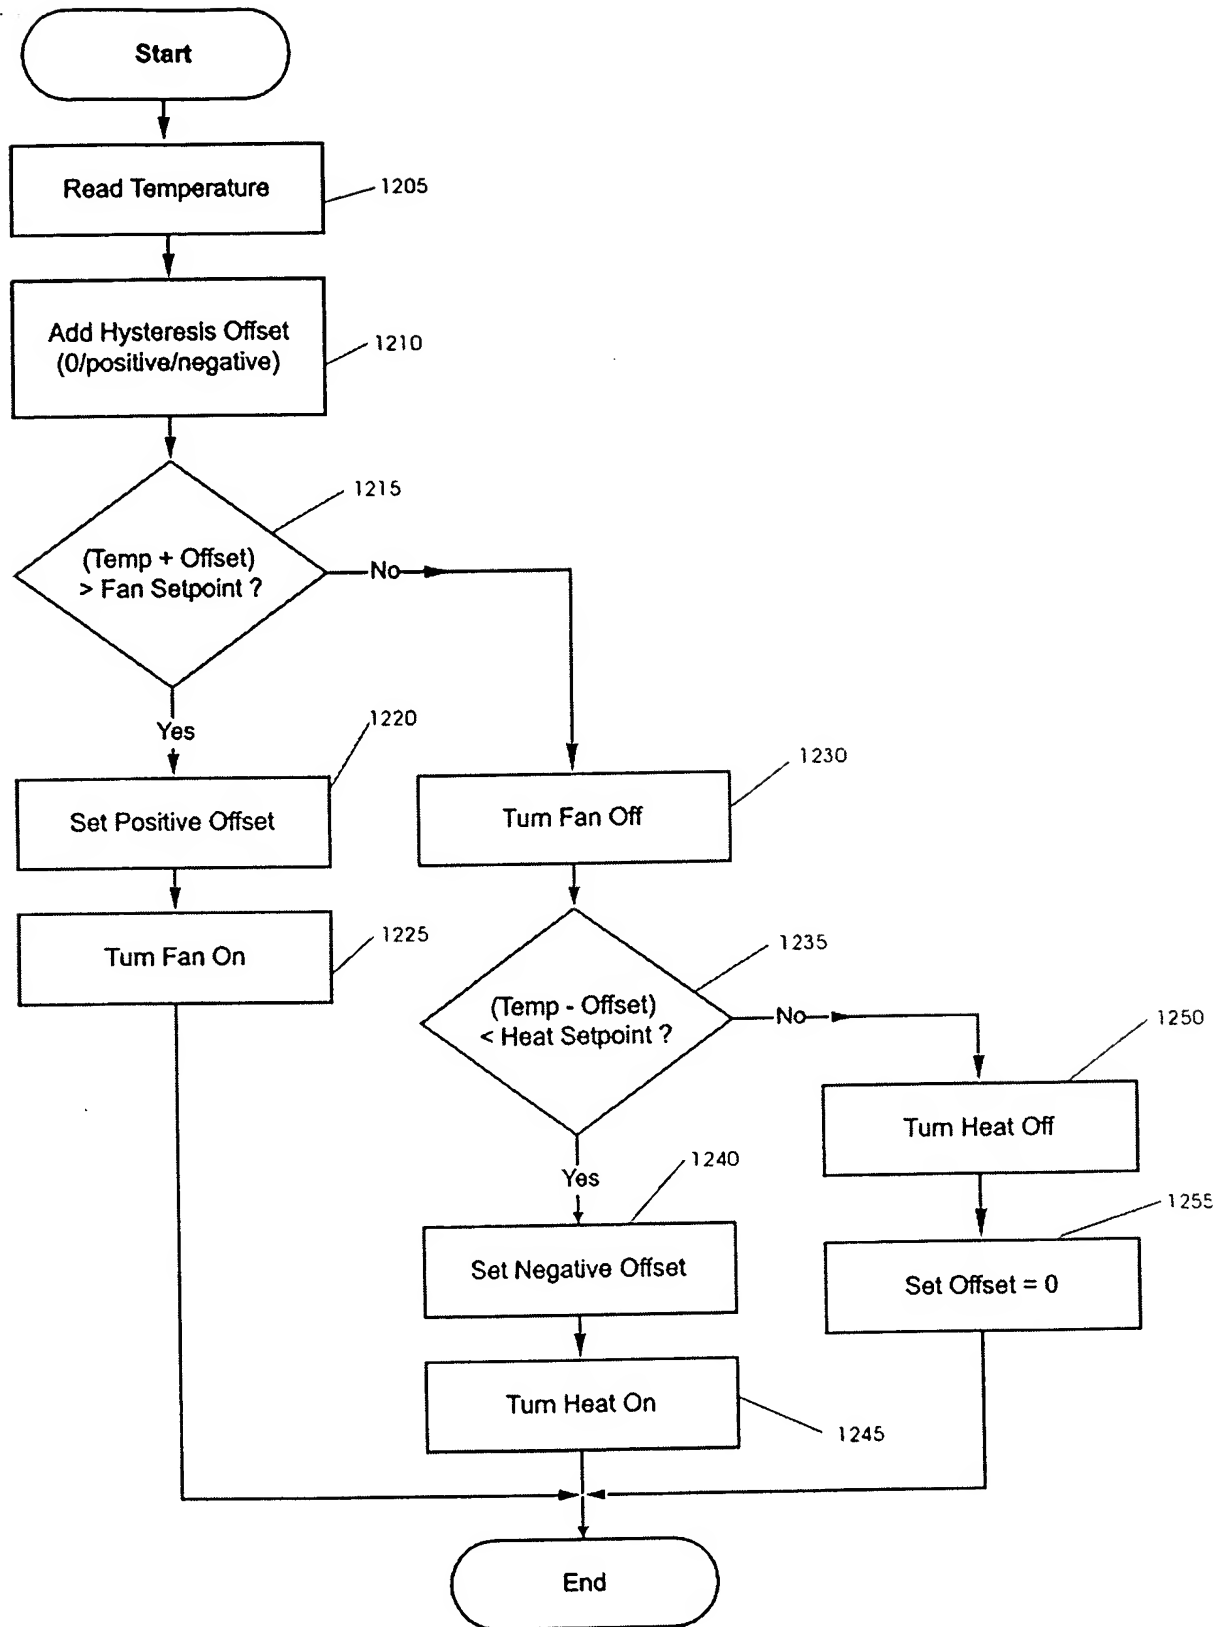 Start
Read Temperature
1205
Add Hysteresis Offset
(0/positive/negative)
1210
1215
(Temp + Offset)
> Fan Setpoint ?
No
Yes
1220
Set Positive Offset
1230
Turn Fan Off
Turn Fan On
1225
1235
(Temp - Offset)
< Heat Setpoint ?
No
1250
Turn Heat Off
Yes
1240
Set Negative Offset
1255
Set Offset = 0
Turn Heat On
1245
End